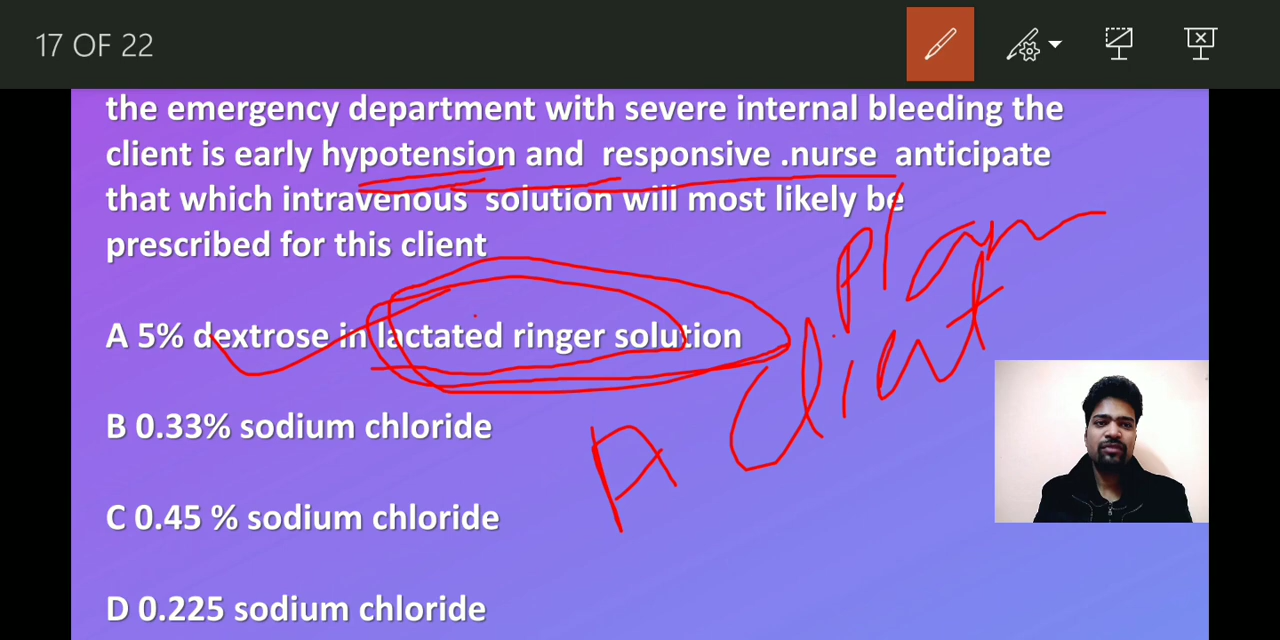 17 OF 22
the emergency department with severe internal bleeding the
client is early hypotension and responsive .nurse anticipate
that which intravenous solution will most likely be
prescribed for this client
A 5% dextrose in lactated ringer solution
B 0.33% sodium chloride
C 0.45 % sodium chloride
D 0.225 sodium chloride
plan
A client